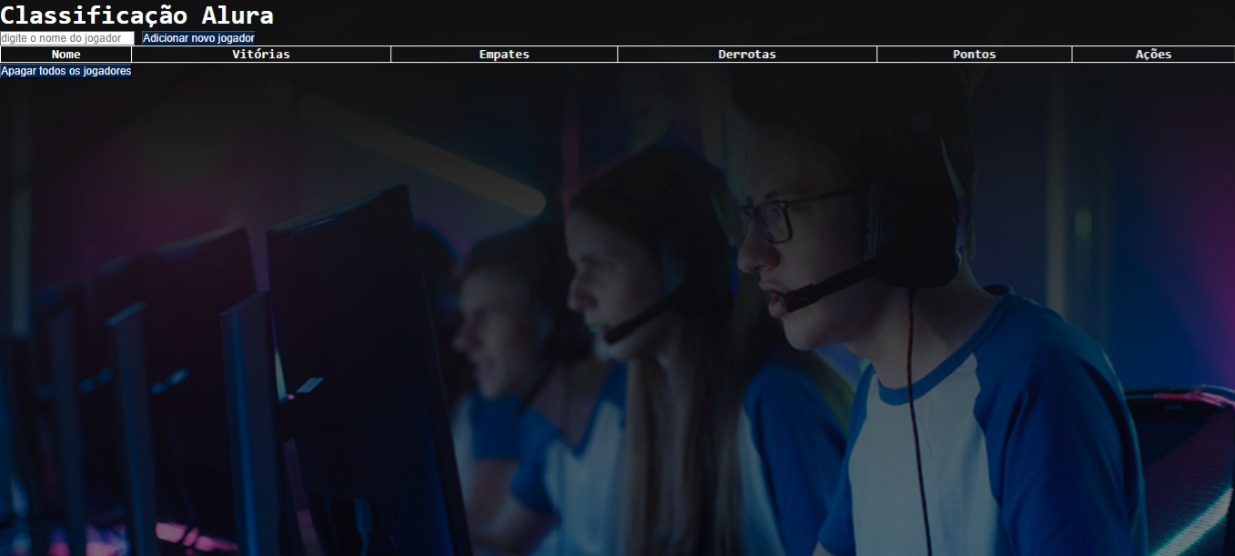 Classificação Alura
digite o nome do jogador Adicionar novo jogador
Nome Vitórias Empates Derrotas Pontos Ações
Apagar todos os jogadores